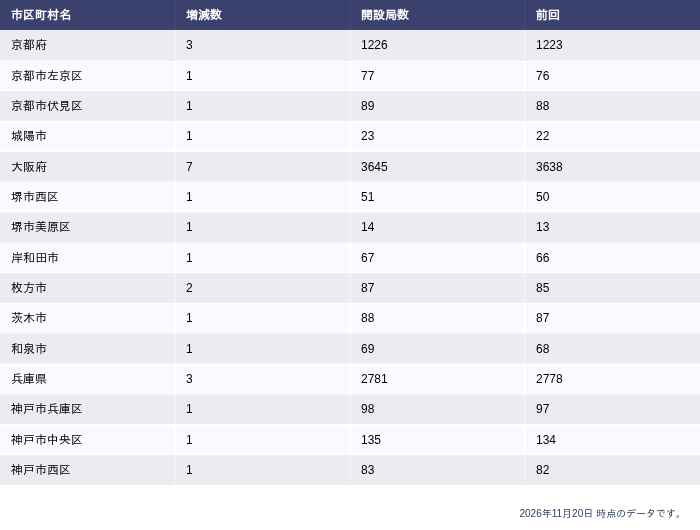 市区町村名 増減数 開設局数 前回
京都府 3 1226 1223
京都市左京区 1 77 76
京都市伏見区 1 89 88
城陽市 1 23 22
大阪府 7 3645 3638
堺市西区 1 51 50
堺市美原区 1 14 13
岸和田市 1 67 66
枚方市 2 87 85
茨木市 1 88 87
和泉市 1 69 68
兵庫県 3 2781 2778
神戸市兵庫区 1 98 97
神戸市中央区 1 135 134
神戸市西区 1 83 82
2026年11月20日 時点のデータです。